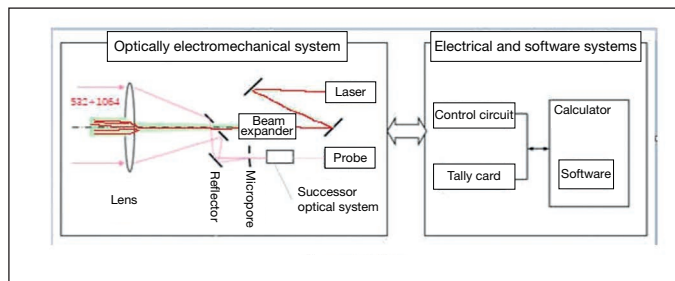 Optically electromechanical system
Electrical and software systems
532+1064
Laser
Beam
expander
Probe
Lens
Reflector
Micropore
Successor
optical system
Control circuit
Tally card
Calculator
Software